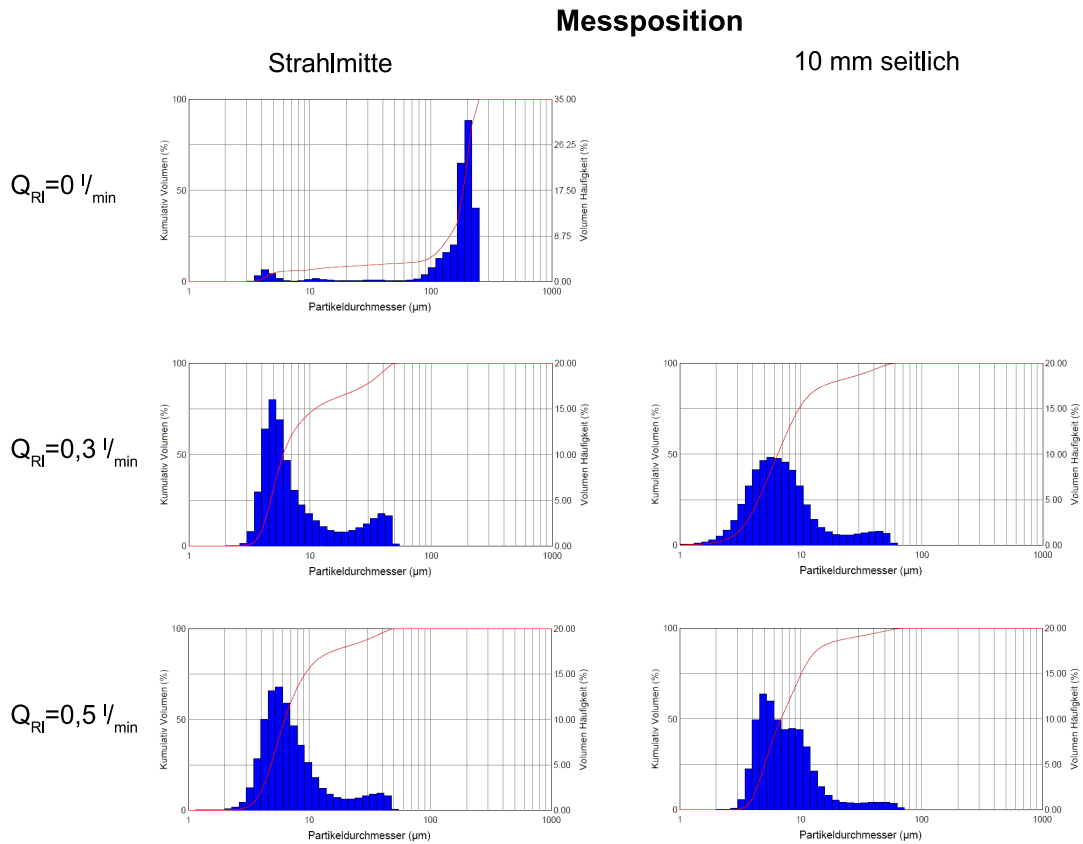 Messposition
Strahlmitte
10 mm seitlich
Q_RI=0 l/min
100
50
0
Kumulativ Volumen (%)
35.00
26.25
17.50
8.75
0.00
Volumen Häufigkeit (%)
1 10 100 1000
Partikeldurchmesser (µm)
Q_RI=0,3 l/min
100
50
0
Kumulativ Volumen (%)
20.00
15.00
10.00
5.00
0.00
Volumen Häufigkeit (%)
1 10 100 1000
Partikeldurchmesser (µm)
100
50
0
Kumulativ Volumen (%)
20.00
15.00
10.00
5.00
0.00
Volumen Häufigkeit (%)
1 10 100 1000
Partikeldurchmesser (µm)
Q_RI=0,5 l/min
100
50
0
Kumulativ Volumen (%)
20.00
15.00
10.00
5.00
0.00
Volumen Häufigkeit (%)
1 10 100 1000
Partikeldurchmesser (µm)
100
50
0
Kumulativ Volumen (%)
20.00
15.00
10.00
5.00
0.00
Volumen Häufigkeit (%)
1 10 100 1000
Partikeldurchmesser (µm)